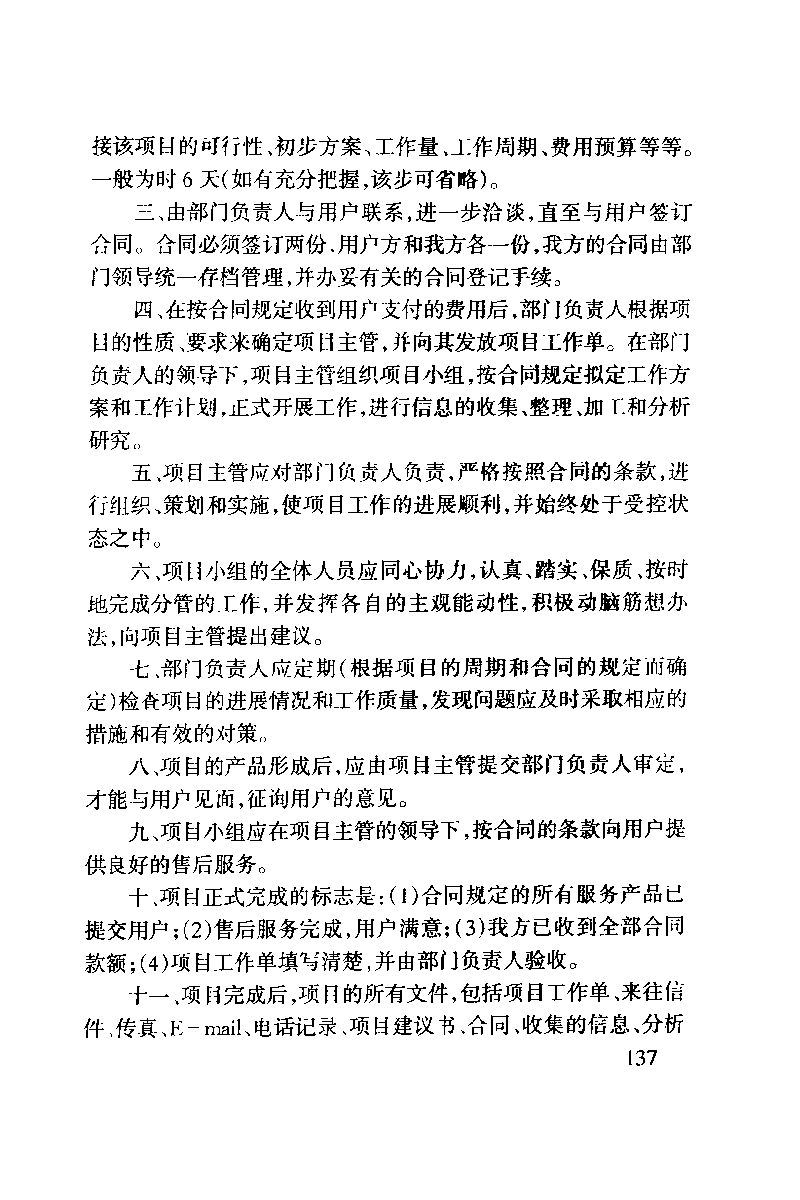 接该项目的可行性、初步方案、工作量、工作周期、费用预算等等。
一般为时 6 天(如有充分把握,该步可省略)。
三、由部门负责人与用户联系,进一步洽谈,直至与用户签订
合同。合同必须签订两份、用户方和我方各一份,我方的合同由部
门领导统一存档管理,并办妥有关的合同登记手续。
四、在按合同规定收到用户支付的费用后,部门负责人根据项
目的性质、要求来确定项目主管,并向其发放项目工作单。在部门
负责人的领导下,项目主管组织项目小组,按合同规定拟定工作方
案和工作计划,正式开展工作,进行信息的收集、整理、加工和分析
研究。
五、项目主管应对部门负责人负责,严格按照合同的条款,进
行组织、策划和实施,使项目工作的进展顺利,并始终处于受控状
态之中。
六、项目小组的全体人员应同心协力,认真、踏实、保质、按时
地完成分管的工作,并发挥各自的主观能动性,积极动脑筋想办
法,向项目主管提出建议。
七、部门负责人应定期(根据项目的周期和合同的规定而确
定)检查项目的进展情况和工作质量,发现问题应及时采取相应的
措施和有效的对策。
八、项目的产品形成后,应由项目主管提交部门负责人审定,
才能与用户见面,征询用户的意见。
九、项目小组应在项目主管的领导下,按合同的条款向用户提
供良好的售后服务。
十、项目正式完成的标志是:(1)合同规定的所有服务产品已
提交用户;(2)售后服务完成,用户满意;(3)我方已收到全部合同
款额;(4)项目工作单填写清楚,并由部门负责人验收。
十一、项目完成后,项目的所有文件,包括项目工作单、来往信
件、传真、E-mail、电话记录、项目建议书、合同、收集的信息、分析
137